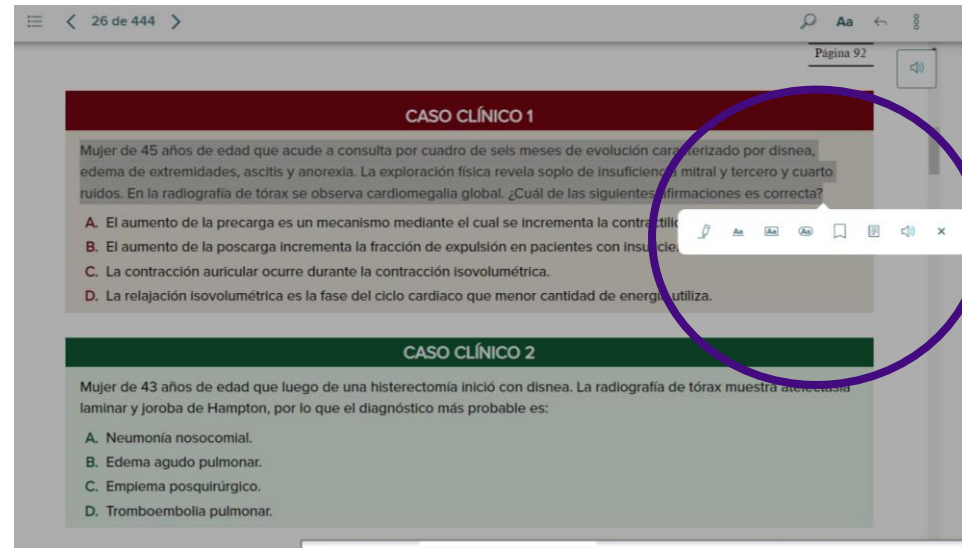 26 de 444
Aa
Página 92
CASO CLÍNICO 1
Mujer de 45 años de edad que acude a consulta por cuadro de seis meses de evolución caracterizado por disnea,
edema de extremidades, ascitis y anorexia. La exploración física revela soplo de insuficiencia mitral y tercero y cuarto
ruidos. En la radiografía de tórax se observa cardiomegalia global. ¿Cuál de las siguientes afirmaciones es correcta?
A. El aumento de la precarga es un mecanismo mediante el cual se incrementa la
B. El aumento de la poscarga incrementa la fracción de expulsión en pacientes con
Aa Aa Aa
C. La contracción auricular ocurre durante la contracción isovolumétrica.
D. La relajación isovolumétrica es la fase del ciclo cardiaco que menor cantidad de energía utiliza.
CASO CLÍNICO 2
Mujer de 43 años de edad que luego de una histerectomía inició con disnea. La radiografía de tórax muestra atelectasia
laminar y joroba de Hampton, por lo que el diagnóstico más probable es:
A. Neumonía nosocomial.
B. Edema agudo pulmonar.
C. Empiema posquirúrgico.
D. Tromboembolia pulmonar.